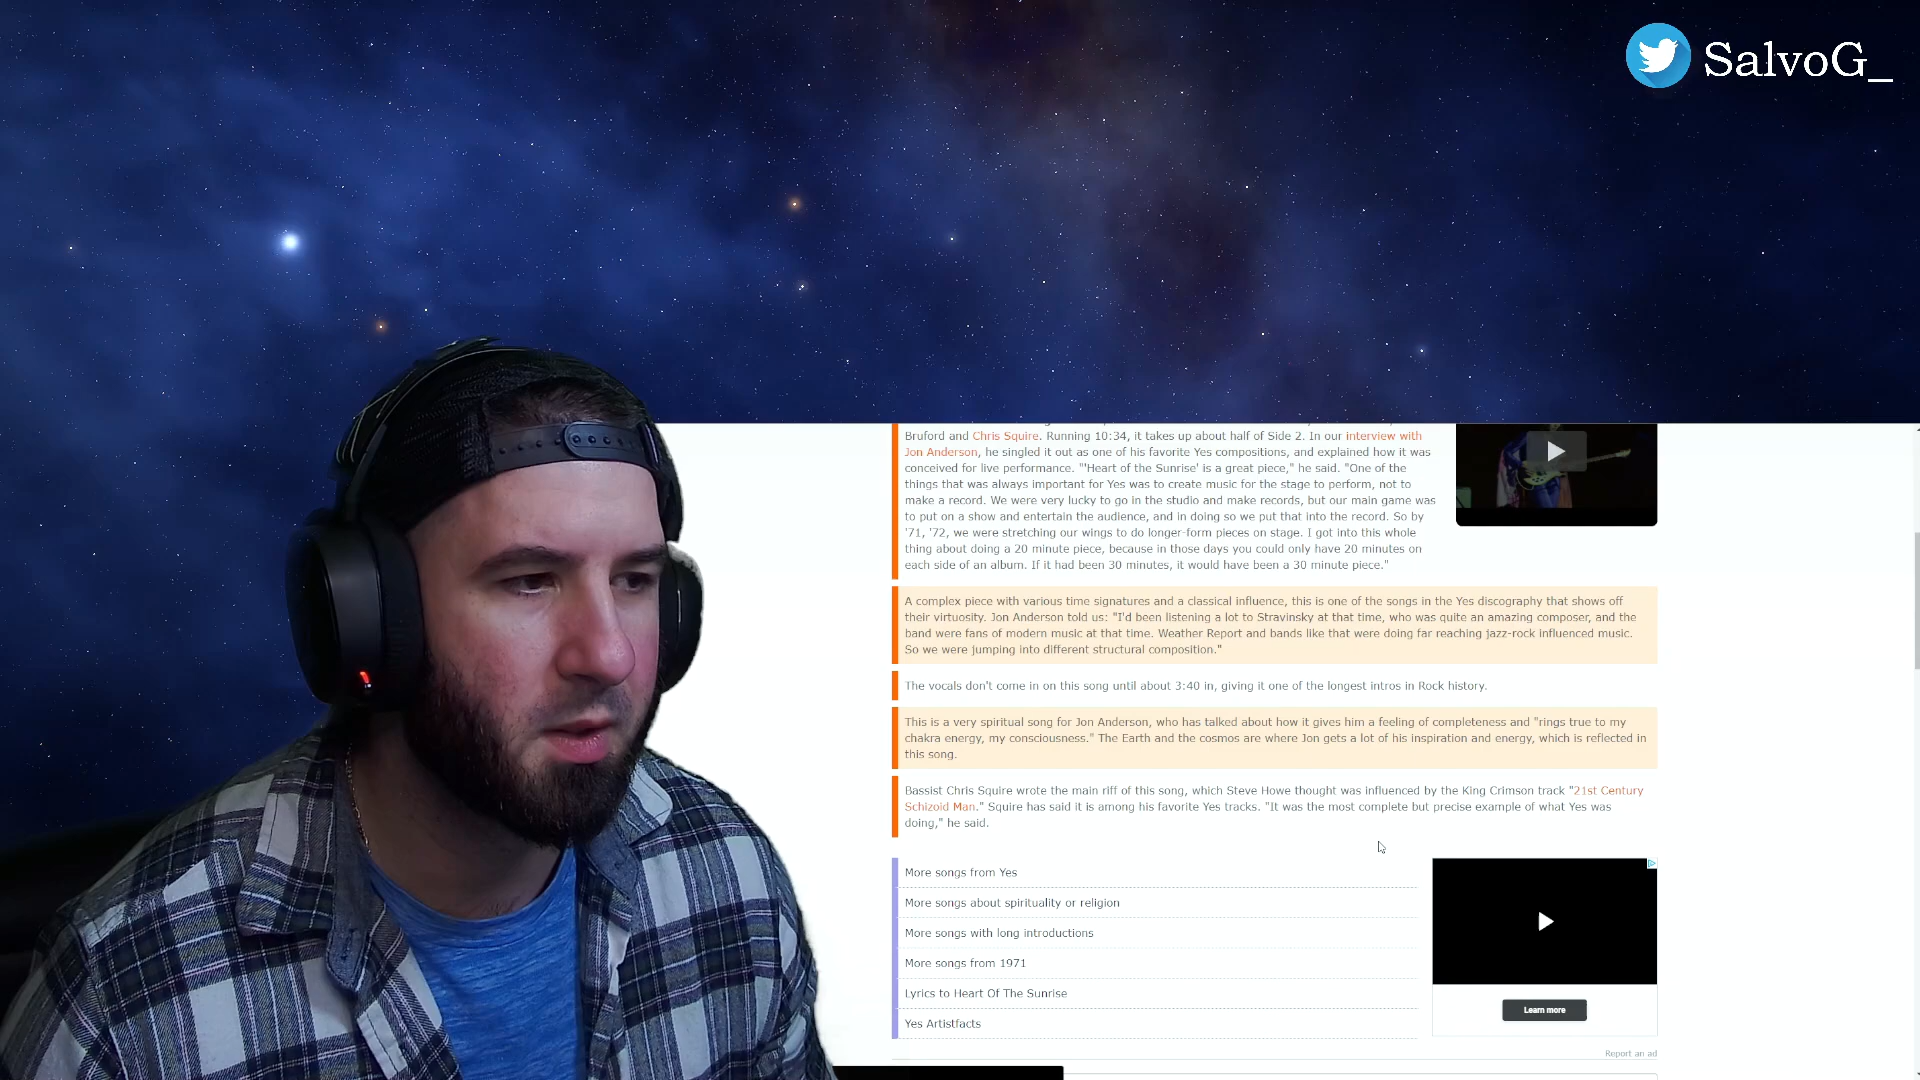 SalvoG_
Bruford and Chris Squire. Running 10:34, it takes up about half of Side 2. In our interview with
Jon Anderson, he singled it out as one of his favorite Yes compositions, and explained how it was
conceived for live performance. "'Heart of the Sunrise' is a great piece," he said. "One of the
things that was always important for Yes was to create music for the stage to perform, not to
make a record. We were very lucky to go in the studio and make records, but our main game was
to put on a show and entertain the audience, and in doing so we put that into the record. So by
'71, '72, we were stretching our wings to do longer-form pieces on stage. I got into this whole
thing about doing a 20 minute piece, because in those days you could only have 20 minutes on
each side of an album. If it had been 30 minutes, it would have been a 30 minute piece."
A complex piece with various time signatures and a classical influence, this is one of the songs in the Yes discography that shows off
their virtuosity. Jon Anderson told us: "I'd been listening a lot to Stravinsky at that time, who was quite an amazing composer, and the
band were fans of modern music at that time. Weather Report and bands like that were doing far reaching jazz-rock influenced music.
So we were jumping into different structural composition."
The vocals don't come in on this song until about 3:40 in, giving it one of the longest intros in Rock history.
This is a very spiritual song for Jon Anderson, who has talked about how it gives him a feeling of completeness and "rings true to my
chakra energy, my consciousness." The Earth and the cosmos are where Jon gets a lot of his inspiration and energy, which is reflected in
this song.
Bassist Chris Squire wrote the main riff of this song, which Steve Howe thought was influenced by the King Crimson track "21st Century
Schizoid Man." Squire has said it is among his favorite Yes tracks. "It was the most complete but precise example of what Yes was
doing," he said.
More songs from Yes
More songs about spirituality or religion
More songs with long introductions
More songs from 1971
Lyrics to Heart Of The Sunrise
Yes Artistfacts
Learn more
Report an ad